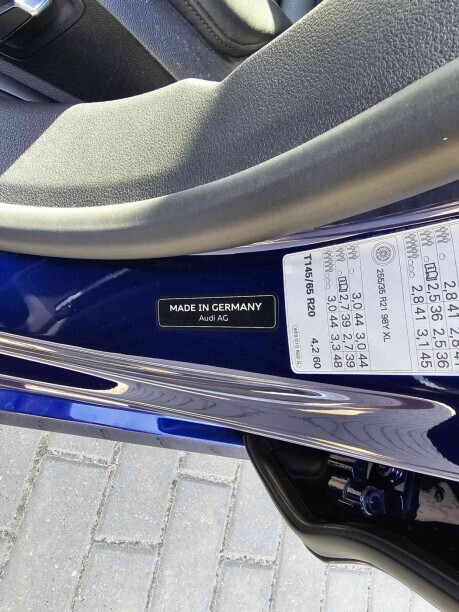 MADE IN GERMANY
Audi AG
T145/65 R20 4,2 60
3,0 44 3,0 44
2,7 39 2,7 39
3,0 44 3,3 48
255/35 R21 98Y XL
2,8 41 2,8 41
2,5 36 2,5 36
2,8 41 3,1 45